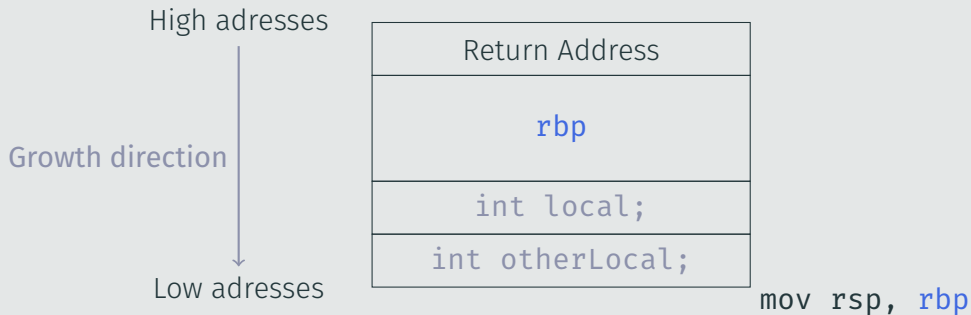 High adresses
Return Address
rbp
Growth direction
int local;
int otherLocal;
Low adresses
mov rsp, rbp